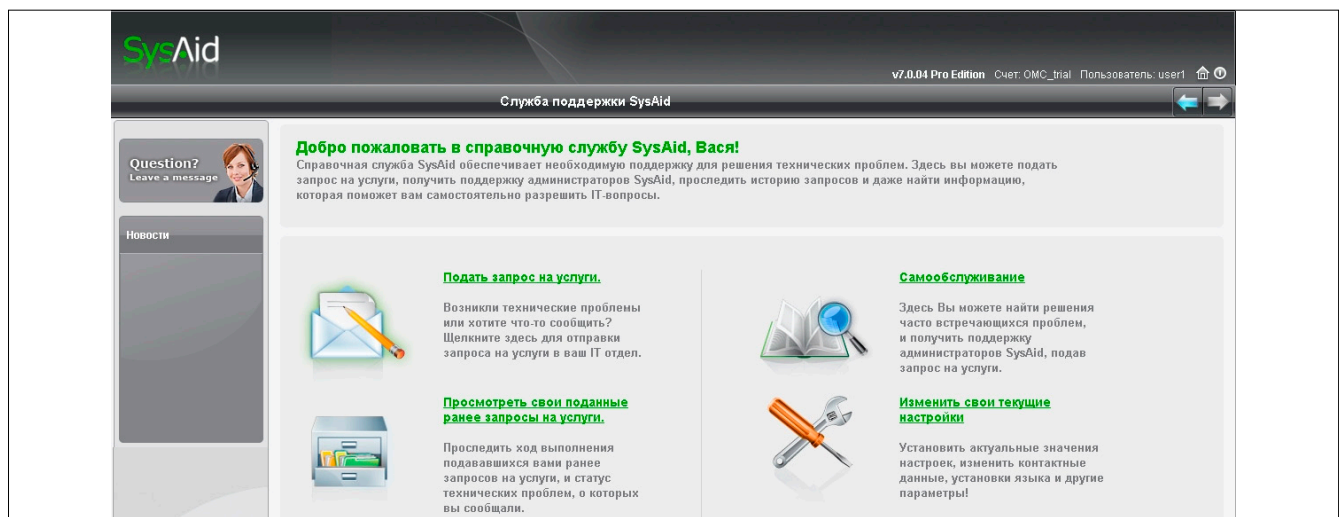 SysAid
v7.0.04 Pro Edition Счет: OMC_trial Пользователь: user1
Служба поддержки SysAid
Question?
Leave a message
Новости
Добро пожаловать в справочную службу SysAid, Вася!
Справочная служба SysAid обеспечивает необходимую поддержку для решения технических проблем. Здесь вы можете подать
запрос на услуги, получить поддержку администраторов SysAid, проследить историю запросов и даже найти информацию,
которая поможет вам самостоятельно разрешить IT-вопросы.
Подать запрос на услуги.
Возникли технические проблемы
или хотите что-то сообщить?
Щелкните здесь для отправки
запроса на услуги в ваш IT отдел.
Самообслуживание
Здесь Вы можете найти решения
часто встречающихся проблем,
и получить поддержку
администраторов SysAid, подав
запрос на услуги.
Просмотреть свои поданные
ранее запросы на услуги.
Проследить ход выполнения
подававшихся вами ранее
запросов на услуги, и статус
технических проблем, о которых
вы сообщали.
Изменить свои текущие
настройки
Установить актуальные значения
настроек, изменить контактные
данные, установки языка и другие
параметры!